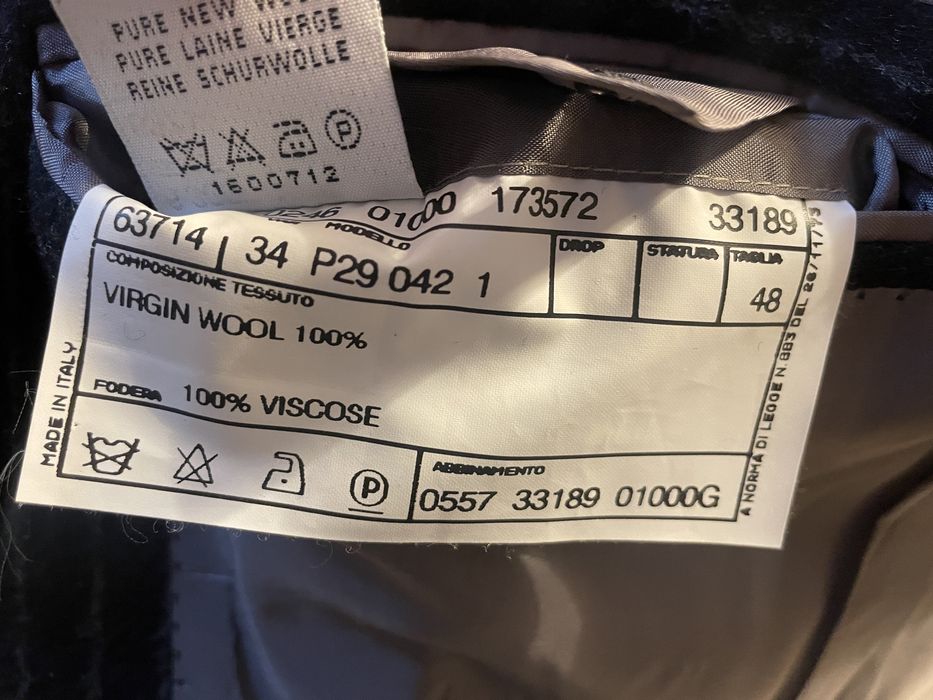 PURE NEW
PURE LAINE VIERGE
REINE SCHURWOLLE
P
1600712
01000 173572 33189
63714 34 P29 042 1
MODELLO
DROP
STATURA
TAGLIA
48
COMPOSIZIONE TESSUTO
VIRGIN WOOL 100%
FODERA 100% VISCOSE
P
ABBINAMENTO
0557 33189 01000G
MADE IN ITALY
A NORMA DI LEGGE N. 883 DEL 26/11/73